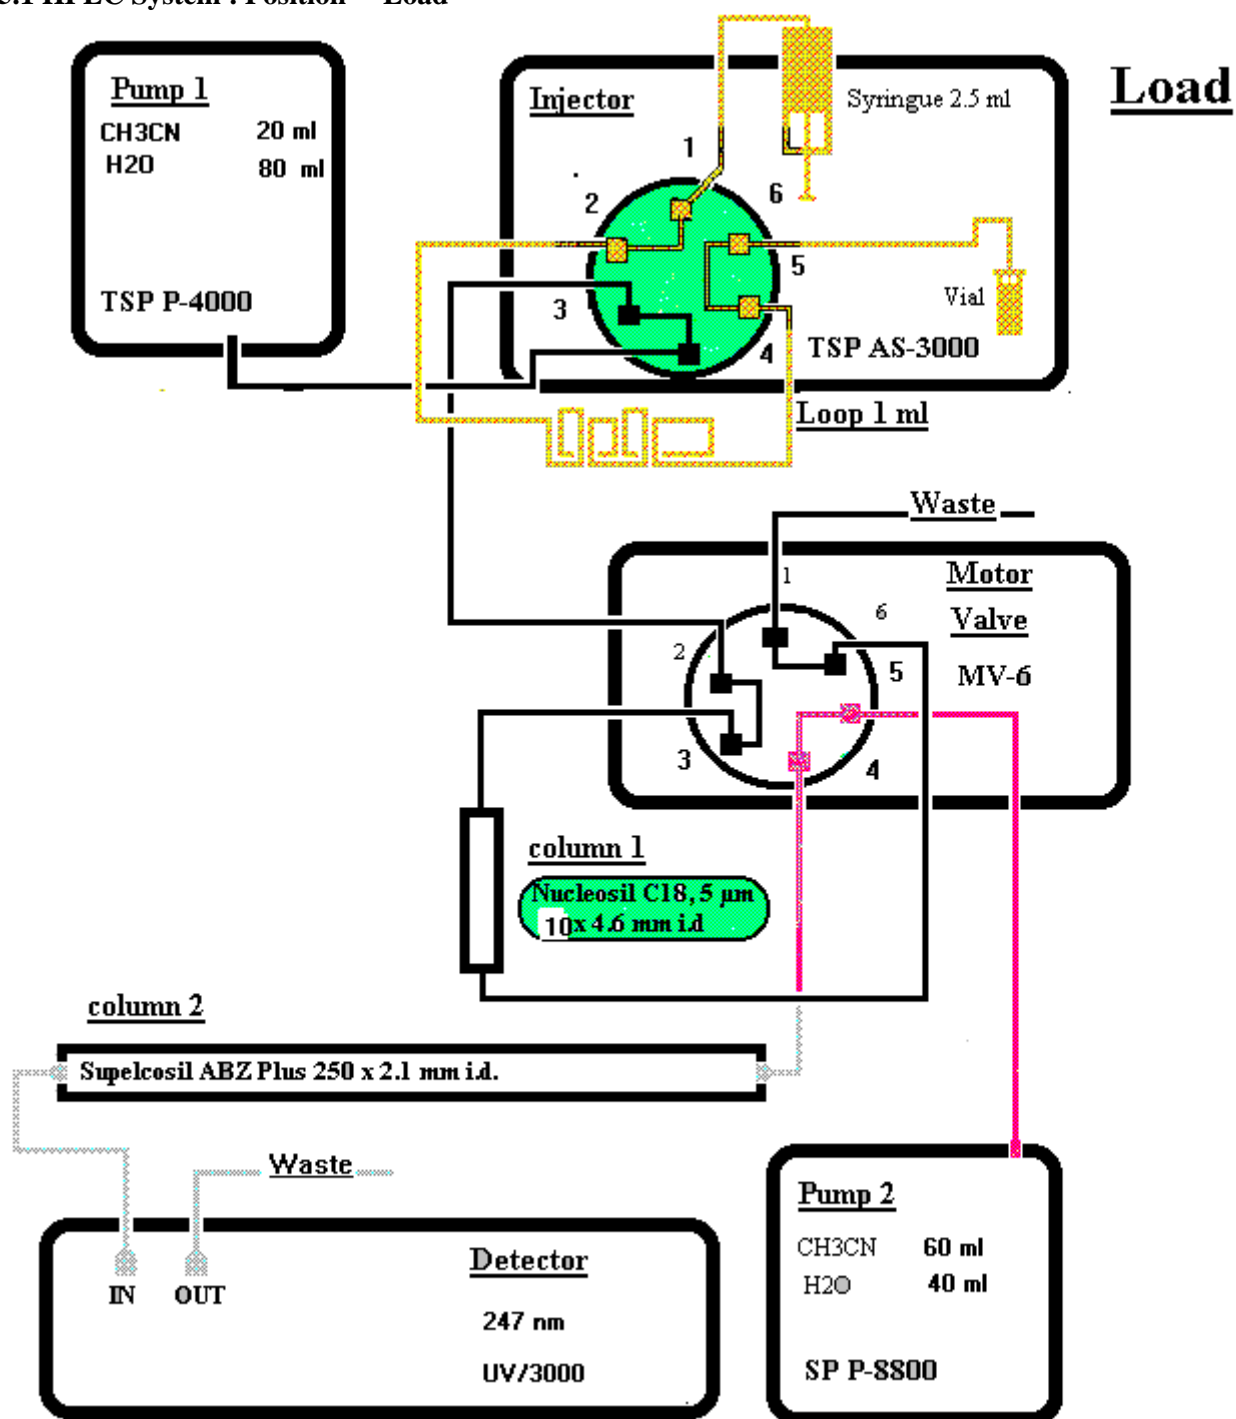 Load
Pump 1
CH3CN 20 ml
H2O 80 ml
TSP P-4000
Injector
Syringue 2.5 ml
1
2
3
4
5
6
Vial
TSP AS-3000
Loop 1 ml
Waste
Motor
Valve
MV-6
1
2
3
4
5
6
column 1
Nucleosil C18, 5 µm
10x 4.6 mm i.d
column 2
Supelcosil ABZ Plus 250 x 2.1 mm i.d.
Waste
IN OUT
Detector
247 nm
UV/3000
Pump 2
CH3CN 60 ml
H2O 40 ml
SP P-8800